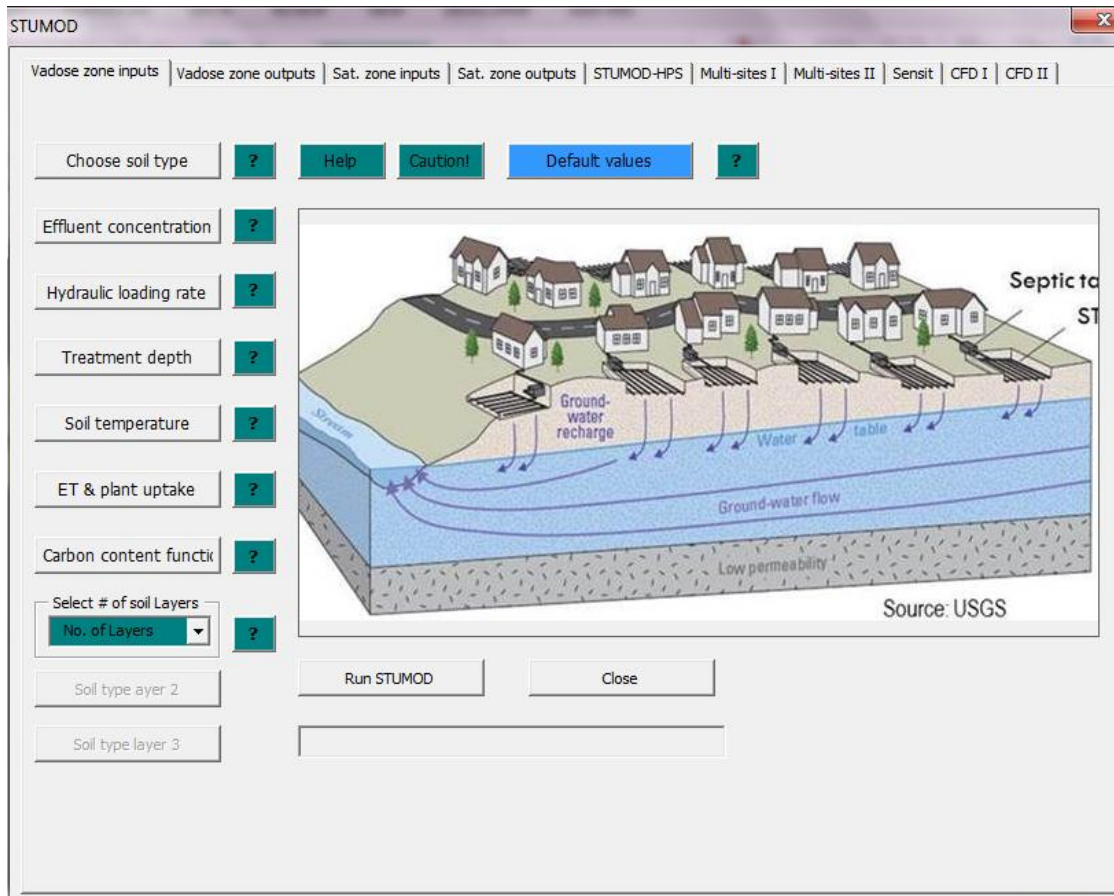 STUMOD
Vadose zone inputs Vadose zone outputs Sat. zone inputs Sat. zone outputs STUMOD-HPS Multi-sites I Multi-sites II Sensit CFD I CFD II
Choose soil type ? Help Caution! Default values ?
Effluent concentration ?
Hydraulic loading rate ?
Treatment depth ?
Soil temperature ?
ET & plant uptake ?
Carbon content functi ?
Select # of soil Layers
No. of Layers ?
Soil type ayer 2
Soil type layer 3
Septic ta
ST
Stream
Ground-
water
recharge
Water table
Ground-water flow
Low permeability
Source: USGS
Run STUMOD Close